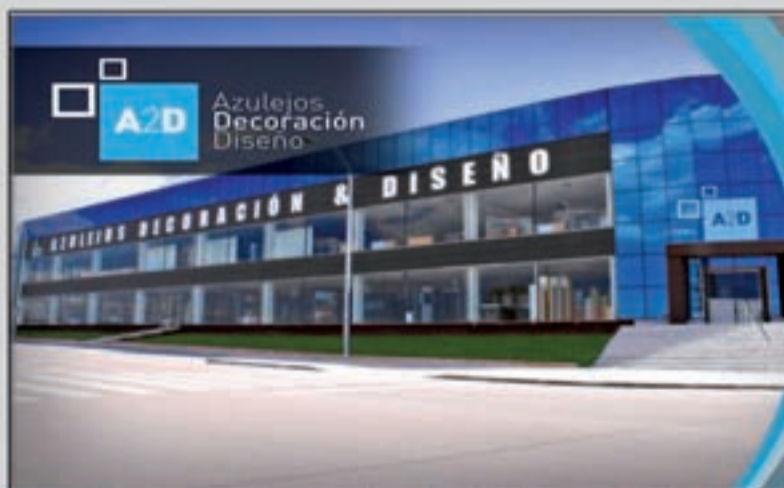 A2D
Azulejos
Decoración
Diseño
AZULEJOS DECORACIÓN & DISEÑO
A2D